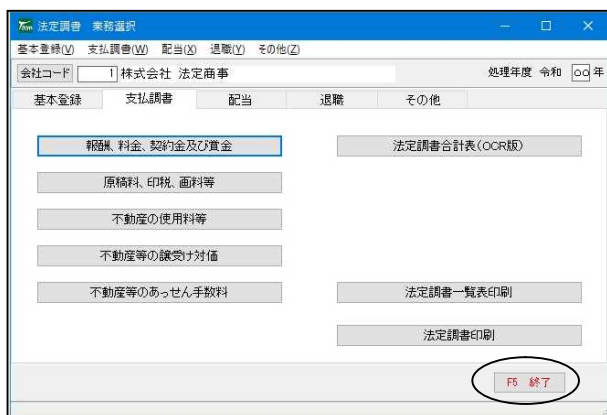 法定調書 業務選択
基本登録(V) 支払調書(W) 配当(X) 退職(Y) その他(Z)
会社コード 1 株式会社 法定商事 処理年度 令和 ○○ 年
基本登録 支払調書 配当 退職 その他
報酬、料金、契約金及び賞金 法定調書合計表(OCR版)
原稿料、印税、画料等
不動産の使用料等
不動産等の譲受け対価
不動産等のあっせん手数料 法定調書一覧表印刷
法定調書印刷
F5 終了